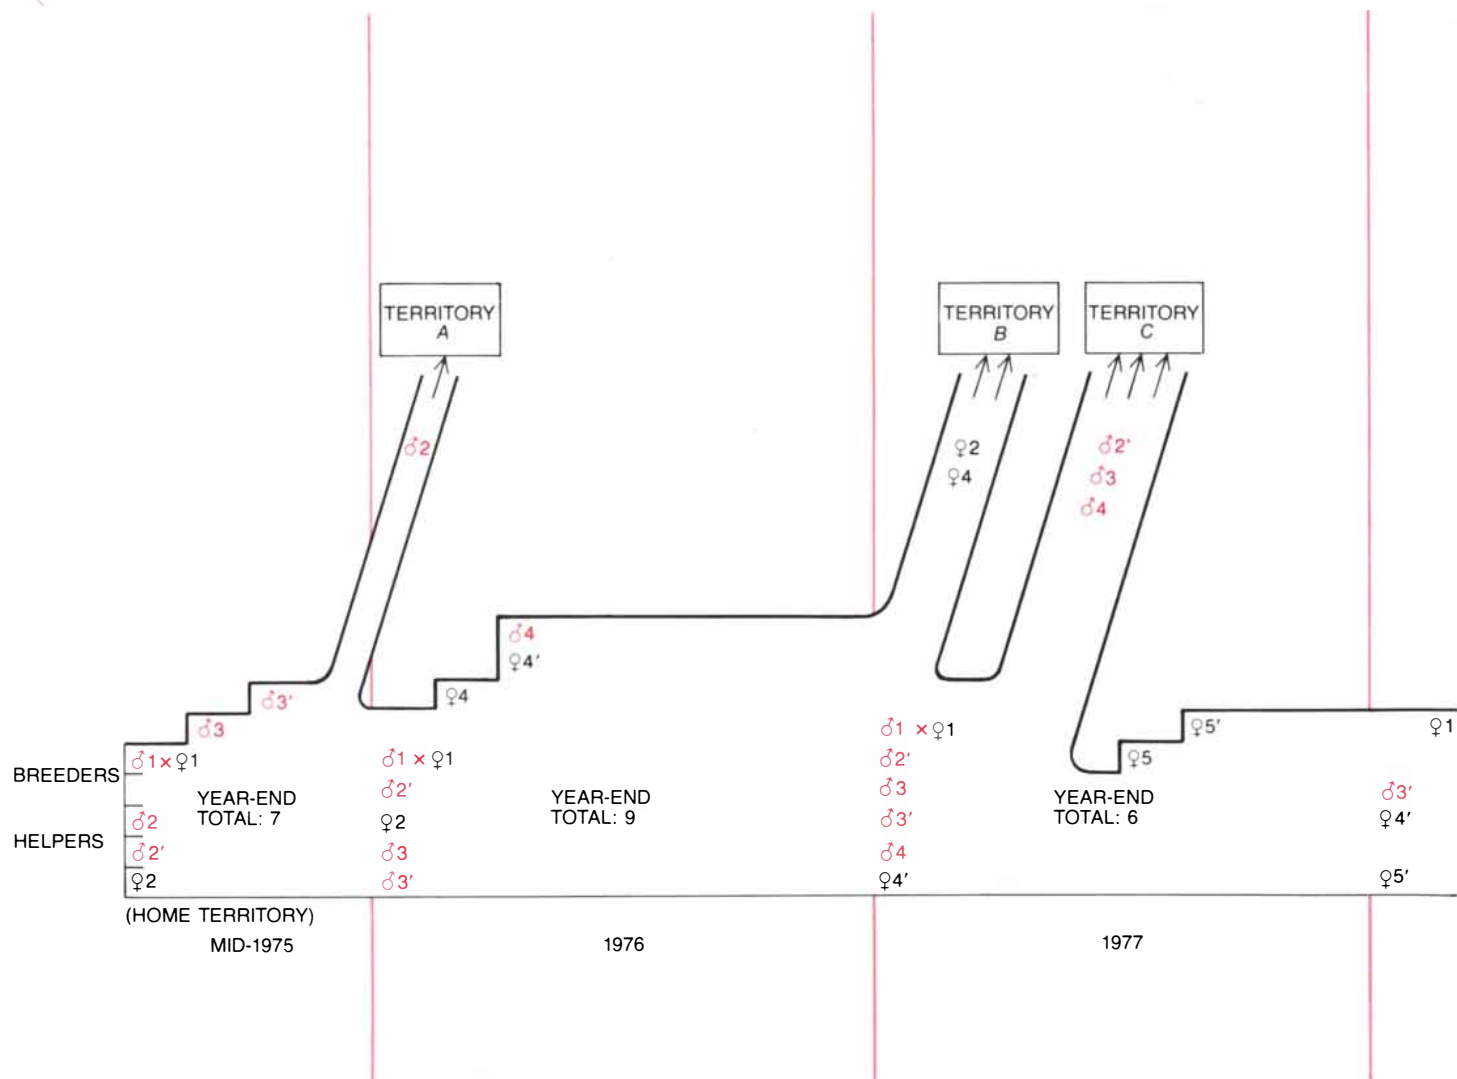 TERRITORY
A
TERRITORY
B
TERRITORY
C
♂2
♀2
♀4
♂2'
♂3
♂4
♂4
♀4'
♀4
♂3'
♂3
♂1 × ♀1
♂1 × ♀1
♂1 × ♀1
♀5'
♀5
♀1
BREEDERS
HELPERS
♂2
♂2'
♀2
YEAR-END
TOTAL: 7
♂2'
♀2
♂3
♂3'
YEAR-END
TOTAL: 9
♂2'
♂3
♂3'
♂4
♀4'
YEAR-END
TOTAL: 6
♂3'
♀4'
♀5'
(HOME TERRITORY)
MID-1975
1976
1977